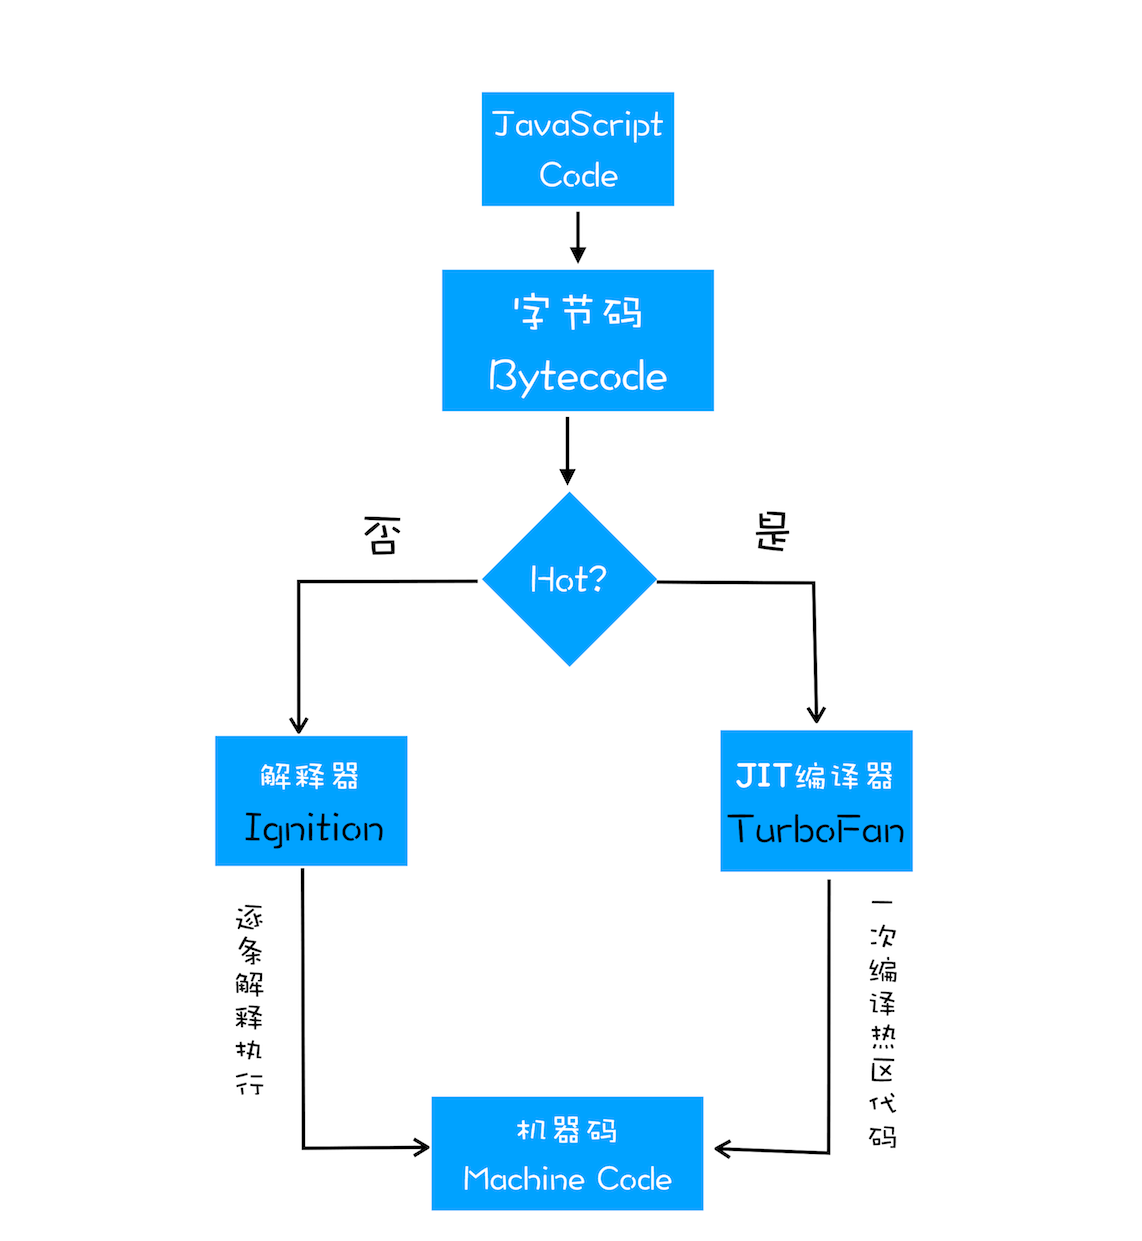 JavaScript
Code
字节码
Bytecode
否
是
Hot?
解释器
Ignition
JIT编译器
TurboFan
逐条解释执行
一次编译热区代码
机器码
Machine Code